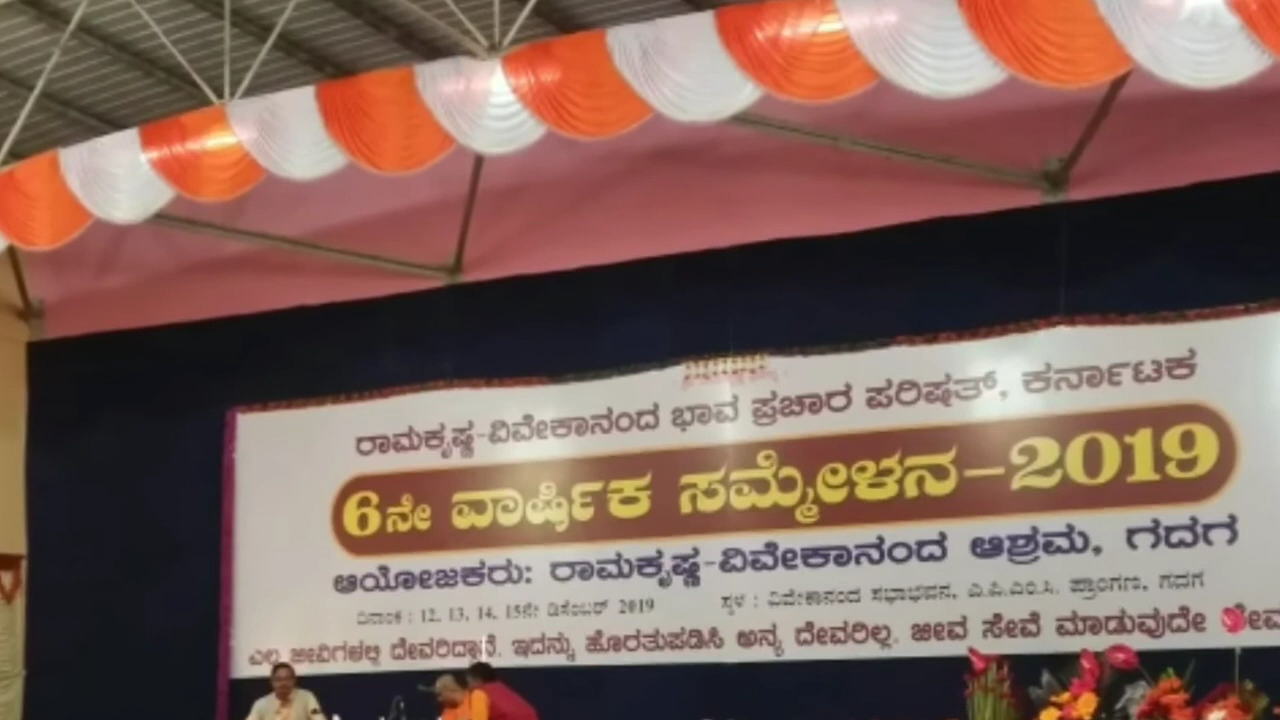 ರಾಮಕೃಷ್ಣ-ವಿವೇಕಾನಂದ ಭಾವ ಪ್ರಚಾರ ಪರಿಷತ್, ಕರ್ನಾಟಕ
6ನೇ ವಾರ್ಷಿಕ ಸಮ್ಮೇಳನ-2019
ಆಯೋಜಕರು: ರಾಮಕೃಷ್ಣ-ವಿವೇಕಾನಂದ ಆಶ್ರಮ, ಗದಗ
ದಿನಾಂಕ : 12, 13, 14, 15ನೇ ಡಿಸೆಂಬರ್ 2019 ಸ್ಥಳ : ವಿವೇಕಾನಂದ ಸಭಾಭವನ, ಎ.ಪಿ.ಎಂ.ಸಿ. ಪ್ರಾಂಗಣ, ಗದಗ
ಎಲ್ಲ ಜೀವಿಗಳಲ್ಲಿ ದೇವರಿದ್ದಾನೆ. ಇದನ್ನು ಹೊರತುಪಡಿಸಿ ಅನ್ಯ ದೇವರಿಲ್ಲ. ಜೀವ ಸೇವೆ ಮಾಡುವುದೇ